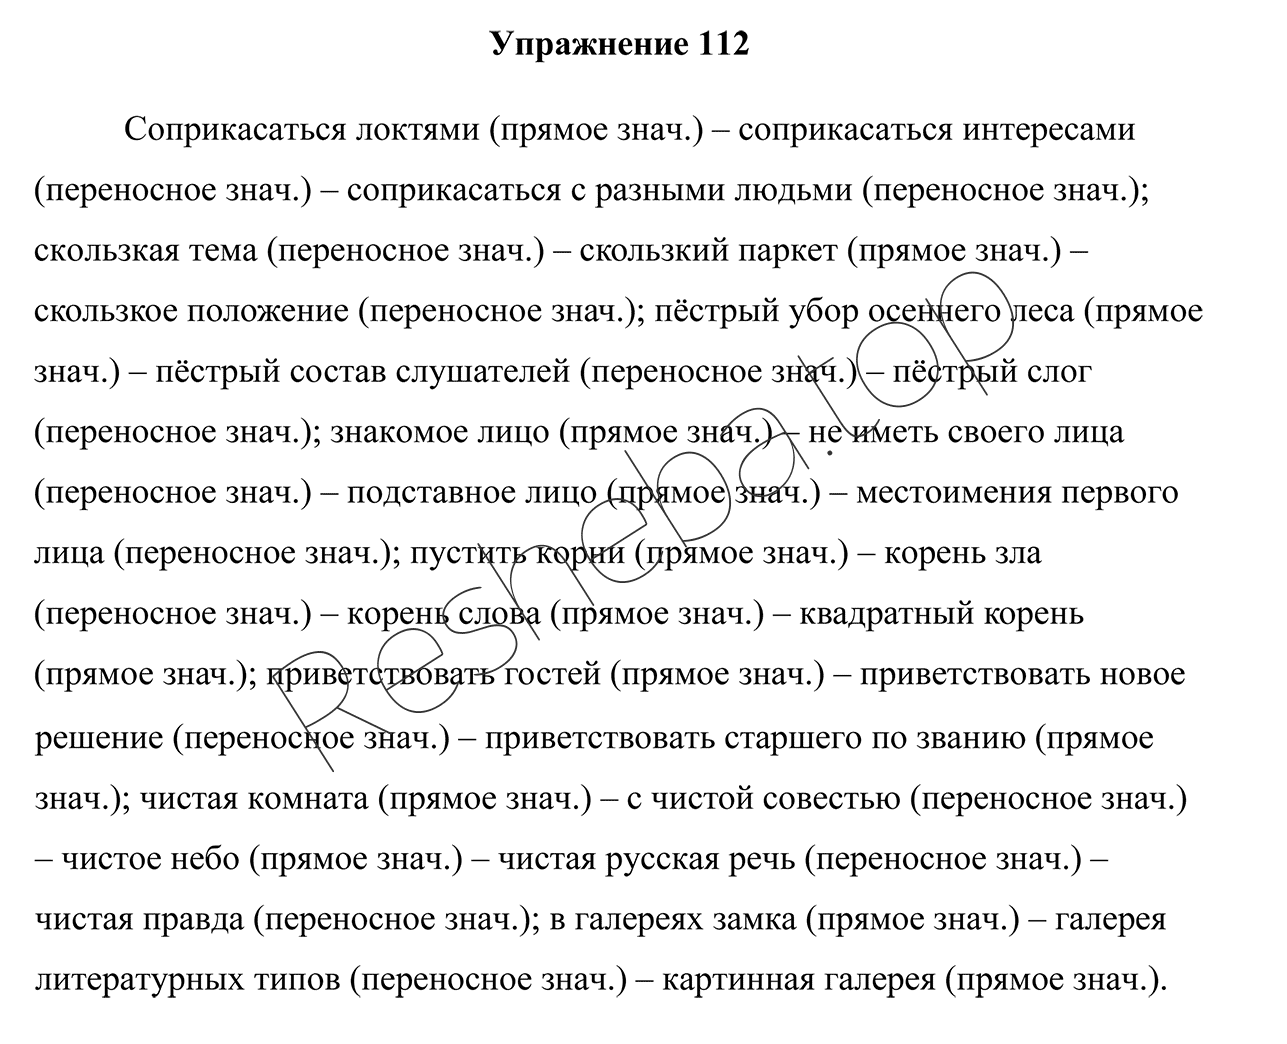 Упражнение 112
Соприкасаться локтями (прямое знач.) – соприкасаться интересами
(переносное знач.) – соприкасаться с разными людьми (переносное знач.);
скользкая тема (переносное знач.) – скользкий паркет (прямое знач.) –
скользкое положение (переносное знач.); пёстрый убор осеннего леса (прямое
знач.) – пёстрый состав слушателей (переносное знач.) – пёстрый слог
(переносное знач.); знакомое лицо (прямое знач.) – не иметь своего лица
(переносное знач.) – подставное лицо (прямое знач.) – местоимения первого
лица (переносное знач.); пустить корни (прямое знач.) – корень зла
(переносное знач.) – корень слова (прямое знач.) – квадратный корень
(прямое знач.); приветствовать гостей (прямое знач.) – приветствовать новое
решение (переносное знач.) – приветствовать старшего по званию (прямое
знач.); чистая комната (прямое знач.) – с чистой совестью (переносное знач.)
– чистое небо (прямое знач.) – чистая русская речь (переносное знач.) –
чистая правда (переносное знач.); в галереях замка (прямое знач.) – галерея
литературных типов (переносное знач.) – картинная галерея (прямое знач.).
Resheba.top